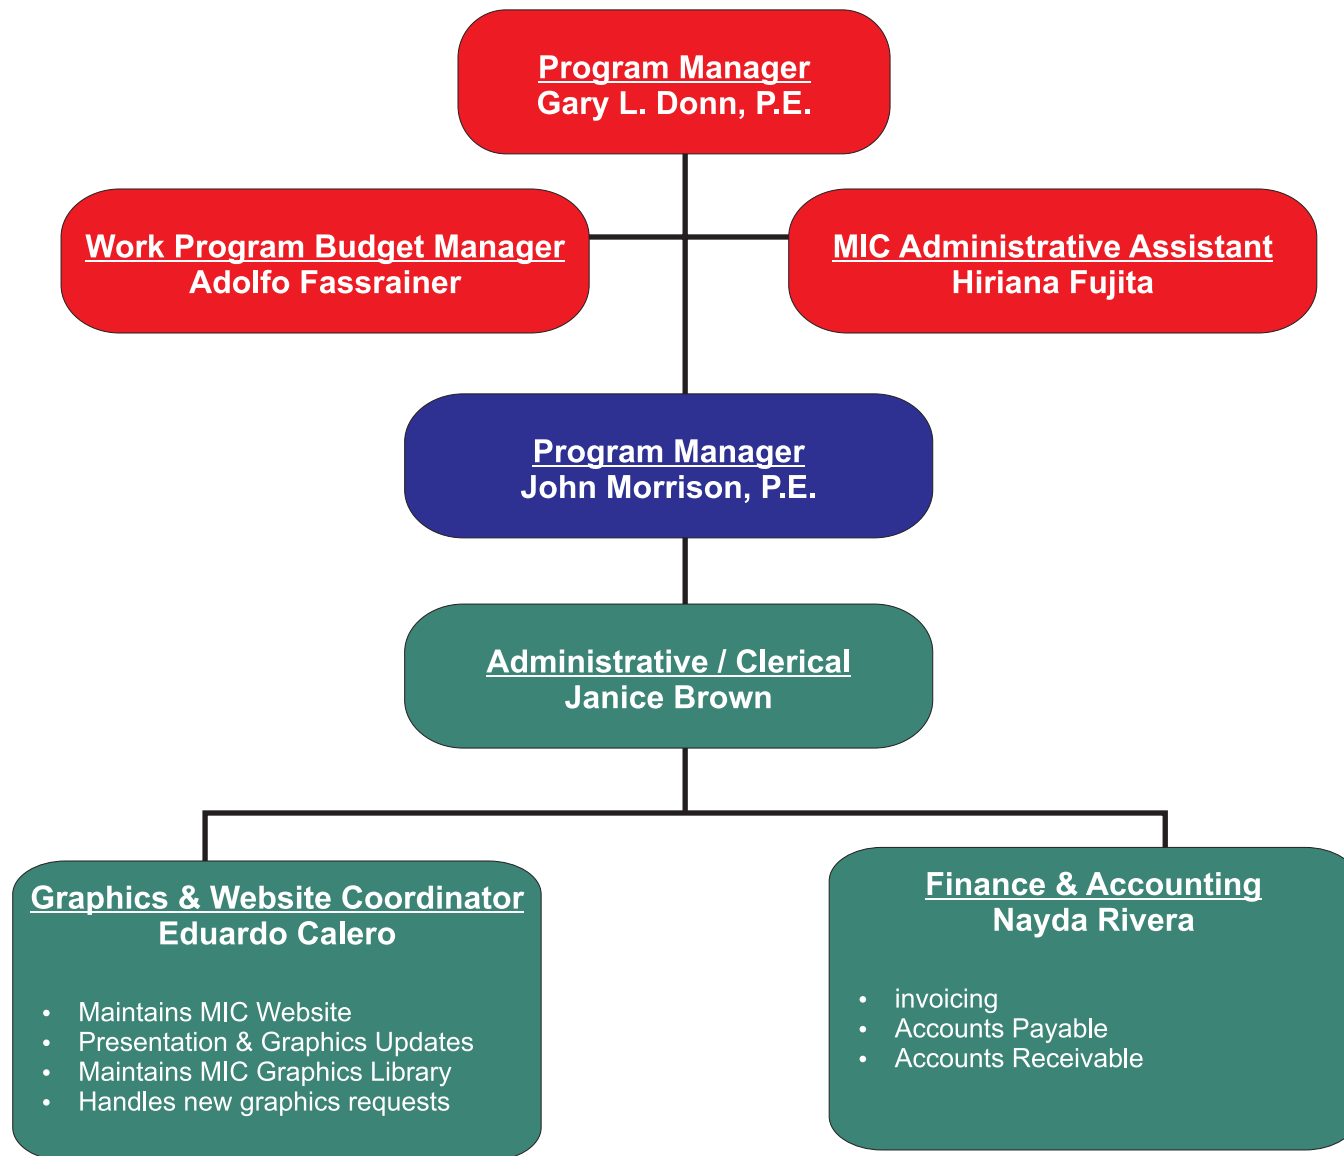 Program Manager
Gary L. Donn, P.E.
Work Program Budget Manager
Adolfo Fassrainer
MIC Administrative Assistant
Hiriana Fujita
Program Manager
John Morrison, P.E.
Administrative / Clerical
Janice Brown
Graphics & Website Coordinator
Eduardo Calero
• Maintains MIC Website
• Presentation & Graphics Updates
• Maintains MIC Graphics Library
• Handles new graphics requests
Finance & Accounting
Nayda Rivera
• invoicing
• Accounts Payable
• Accounts Receivable